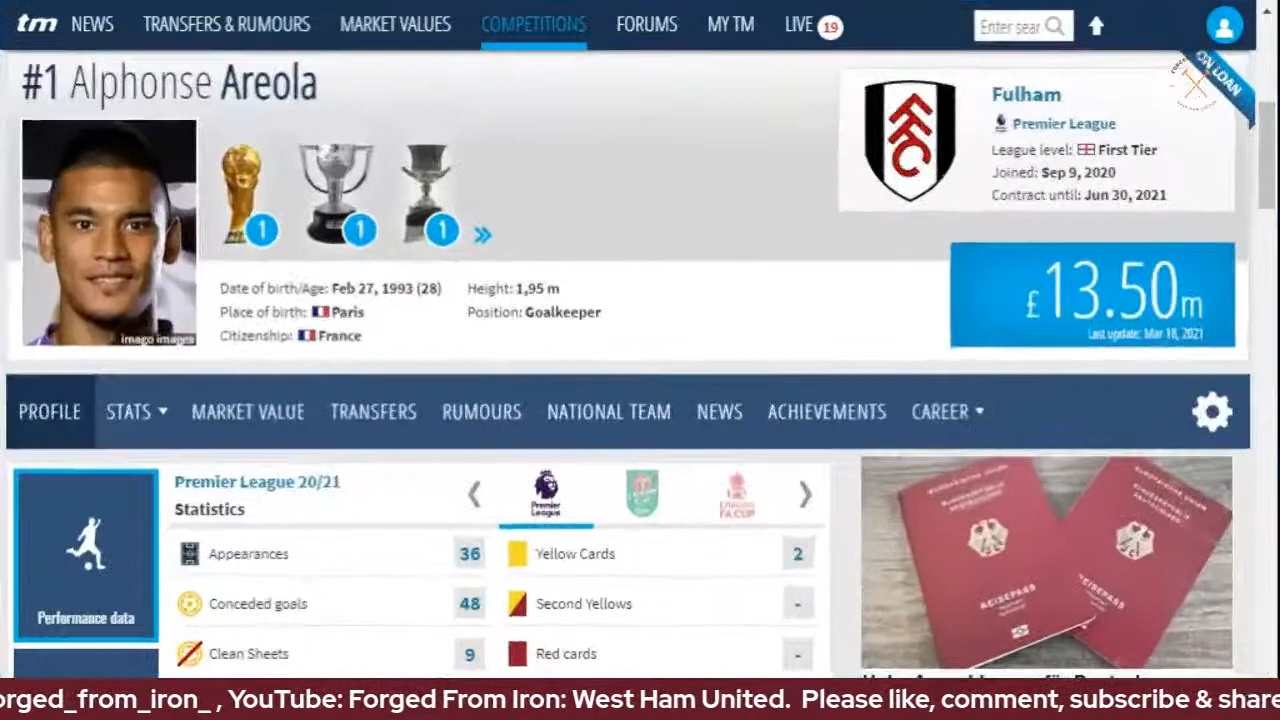 tm NEWS TRANSFERS & RUMOURS MARKET VALUES COMPETITIONS FORUMS MY TM LIVE 19 Enter sear
#1 Alphonse Areola
ON LOAN
Fulham
Premier League
League level: First Tier
Joined: Sep 9, 2020
Contract until: Jun 30, 2021
FFC
1 1 1 »
£13.50m
Last update: Mar 18, 2021
Date of birth/Age: Feb 27, 1993 (28) Height: 1,95 m
Place of birth: Paris Position: Goalkeeper
Citizenship: France
imago images
PROFILE STATS MARKET VALUE TRANSFERS RUMOURS NATIONAL TEAM NEWS ACHIEVEMENTS CAREER
Premier League 20/21
Statistics
Premier League
Emirates FA CUP
Performance data
Appearances 36 Yellow Cards 2
Conceded goals 48 Second Yellows -
Clean Sheets 9 Red cards -
REISEPASS
REISEPASS
orged_from_iron_ , YouTube: Forged From Iron: West Ham United. Please like, comment, subscribe & share